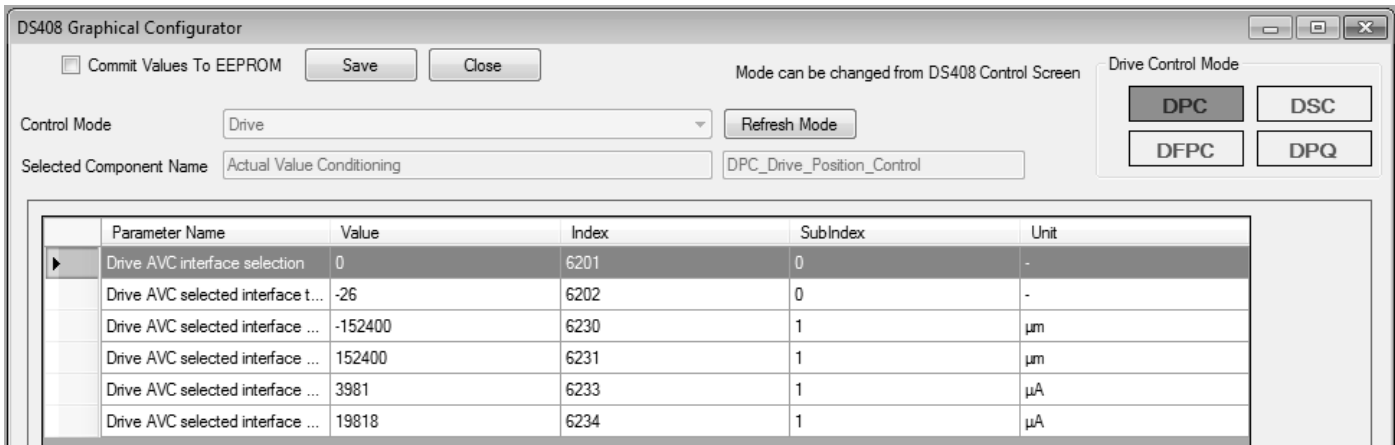 DS408 Graphical Configurator
Commit Values To EEPROM Save Close
Mode can be changed from DS408 Control Screen
Drive Control Mode
DPC DSC
DFPC DPQ
Control Mode Drive Refresh Mode
Selected Component Name Actual Value Conditioning DPC_Drive_Position_Control
Parameter Name Value Index SubIndex Unit
Drive AVC interface selection 0 6201 0 -
Drive AVC selected interface t... -26 6202 0 -
Drive AVC selected interface ... -152400 6230 1 µm
Drive AVC selected interface ... 152400 6231 1 µm
Drive AVC selected interface ... 3981 6233 1 µA
Drive AVC selected interface ... 19818 6234 1 µA